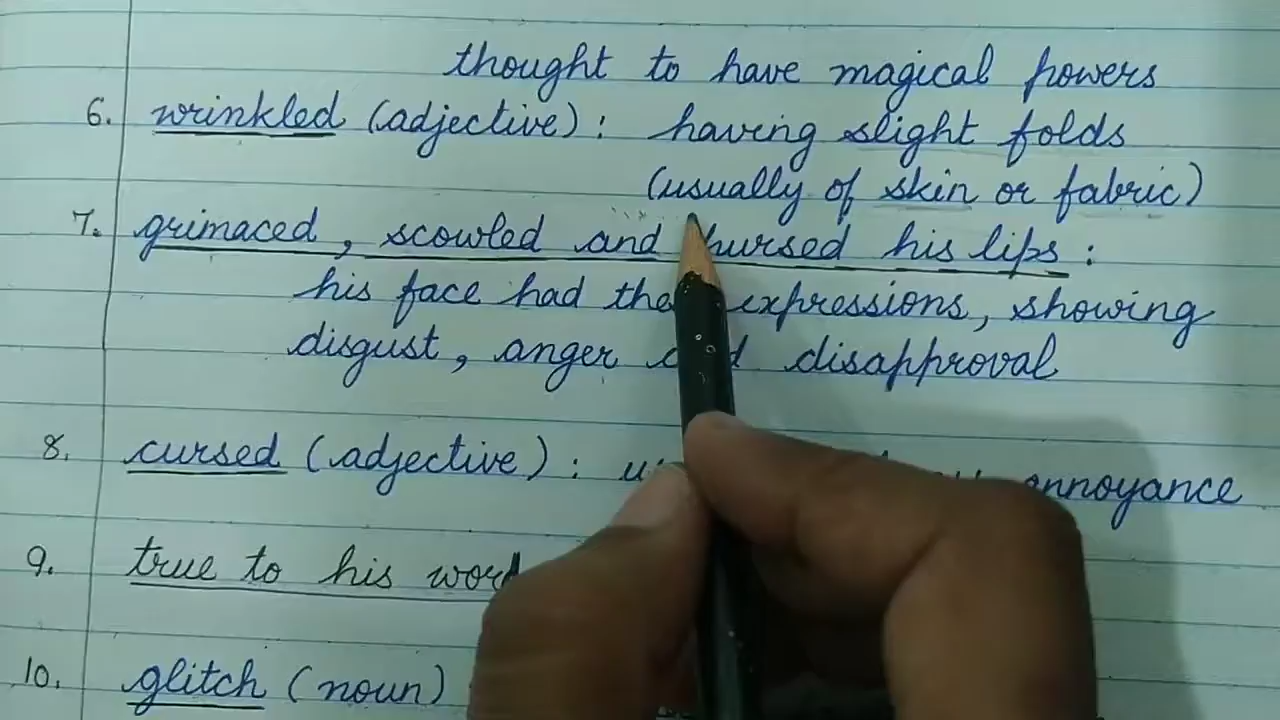 thought to have magical powers
6. wrinkled (adjective) : having slight folds
(usually of skin or fabric)
7. grimaced, scowled and pursed his lips :
his face had expressions, showing
disgust, anger disapproval
8. cursed (adjective) : annoyance
9. true to his word
10. glitch (noun)